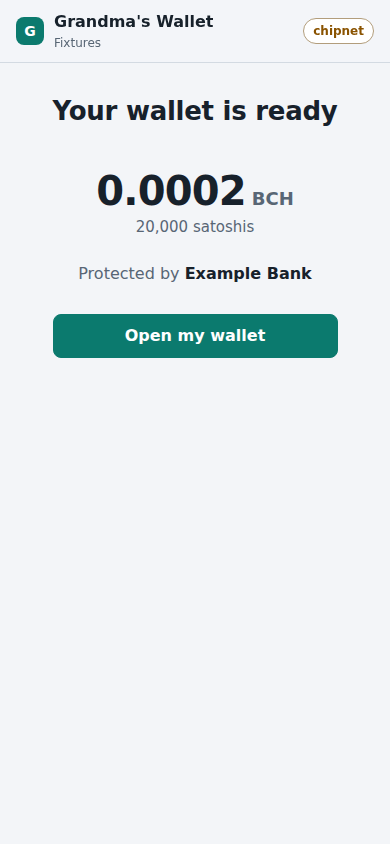 G
Grandma's Wallet
Fixtures
chipnet
Your wallet is ready
0.0002 BCH
20,000 satoshis
Protected by Example Bank
Open my wallet